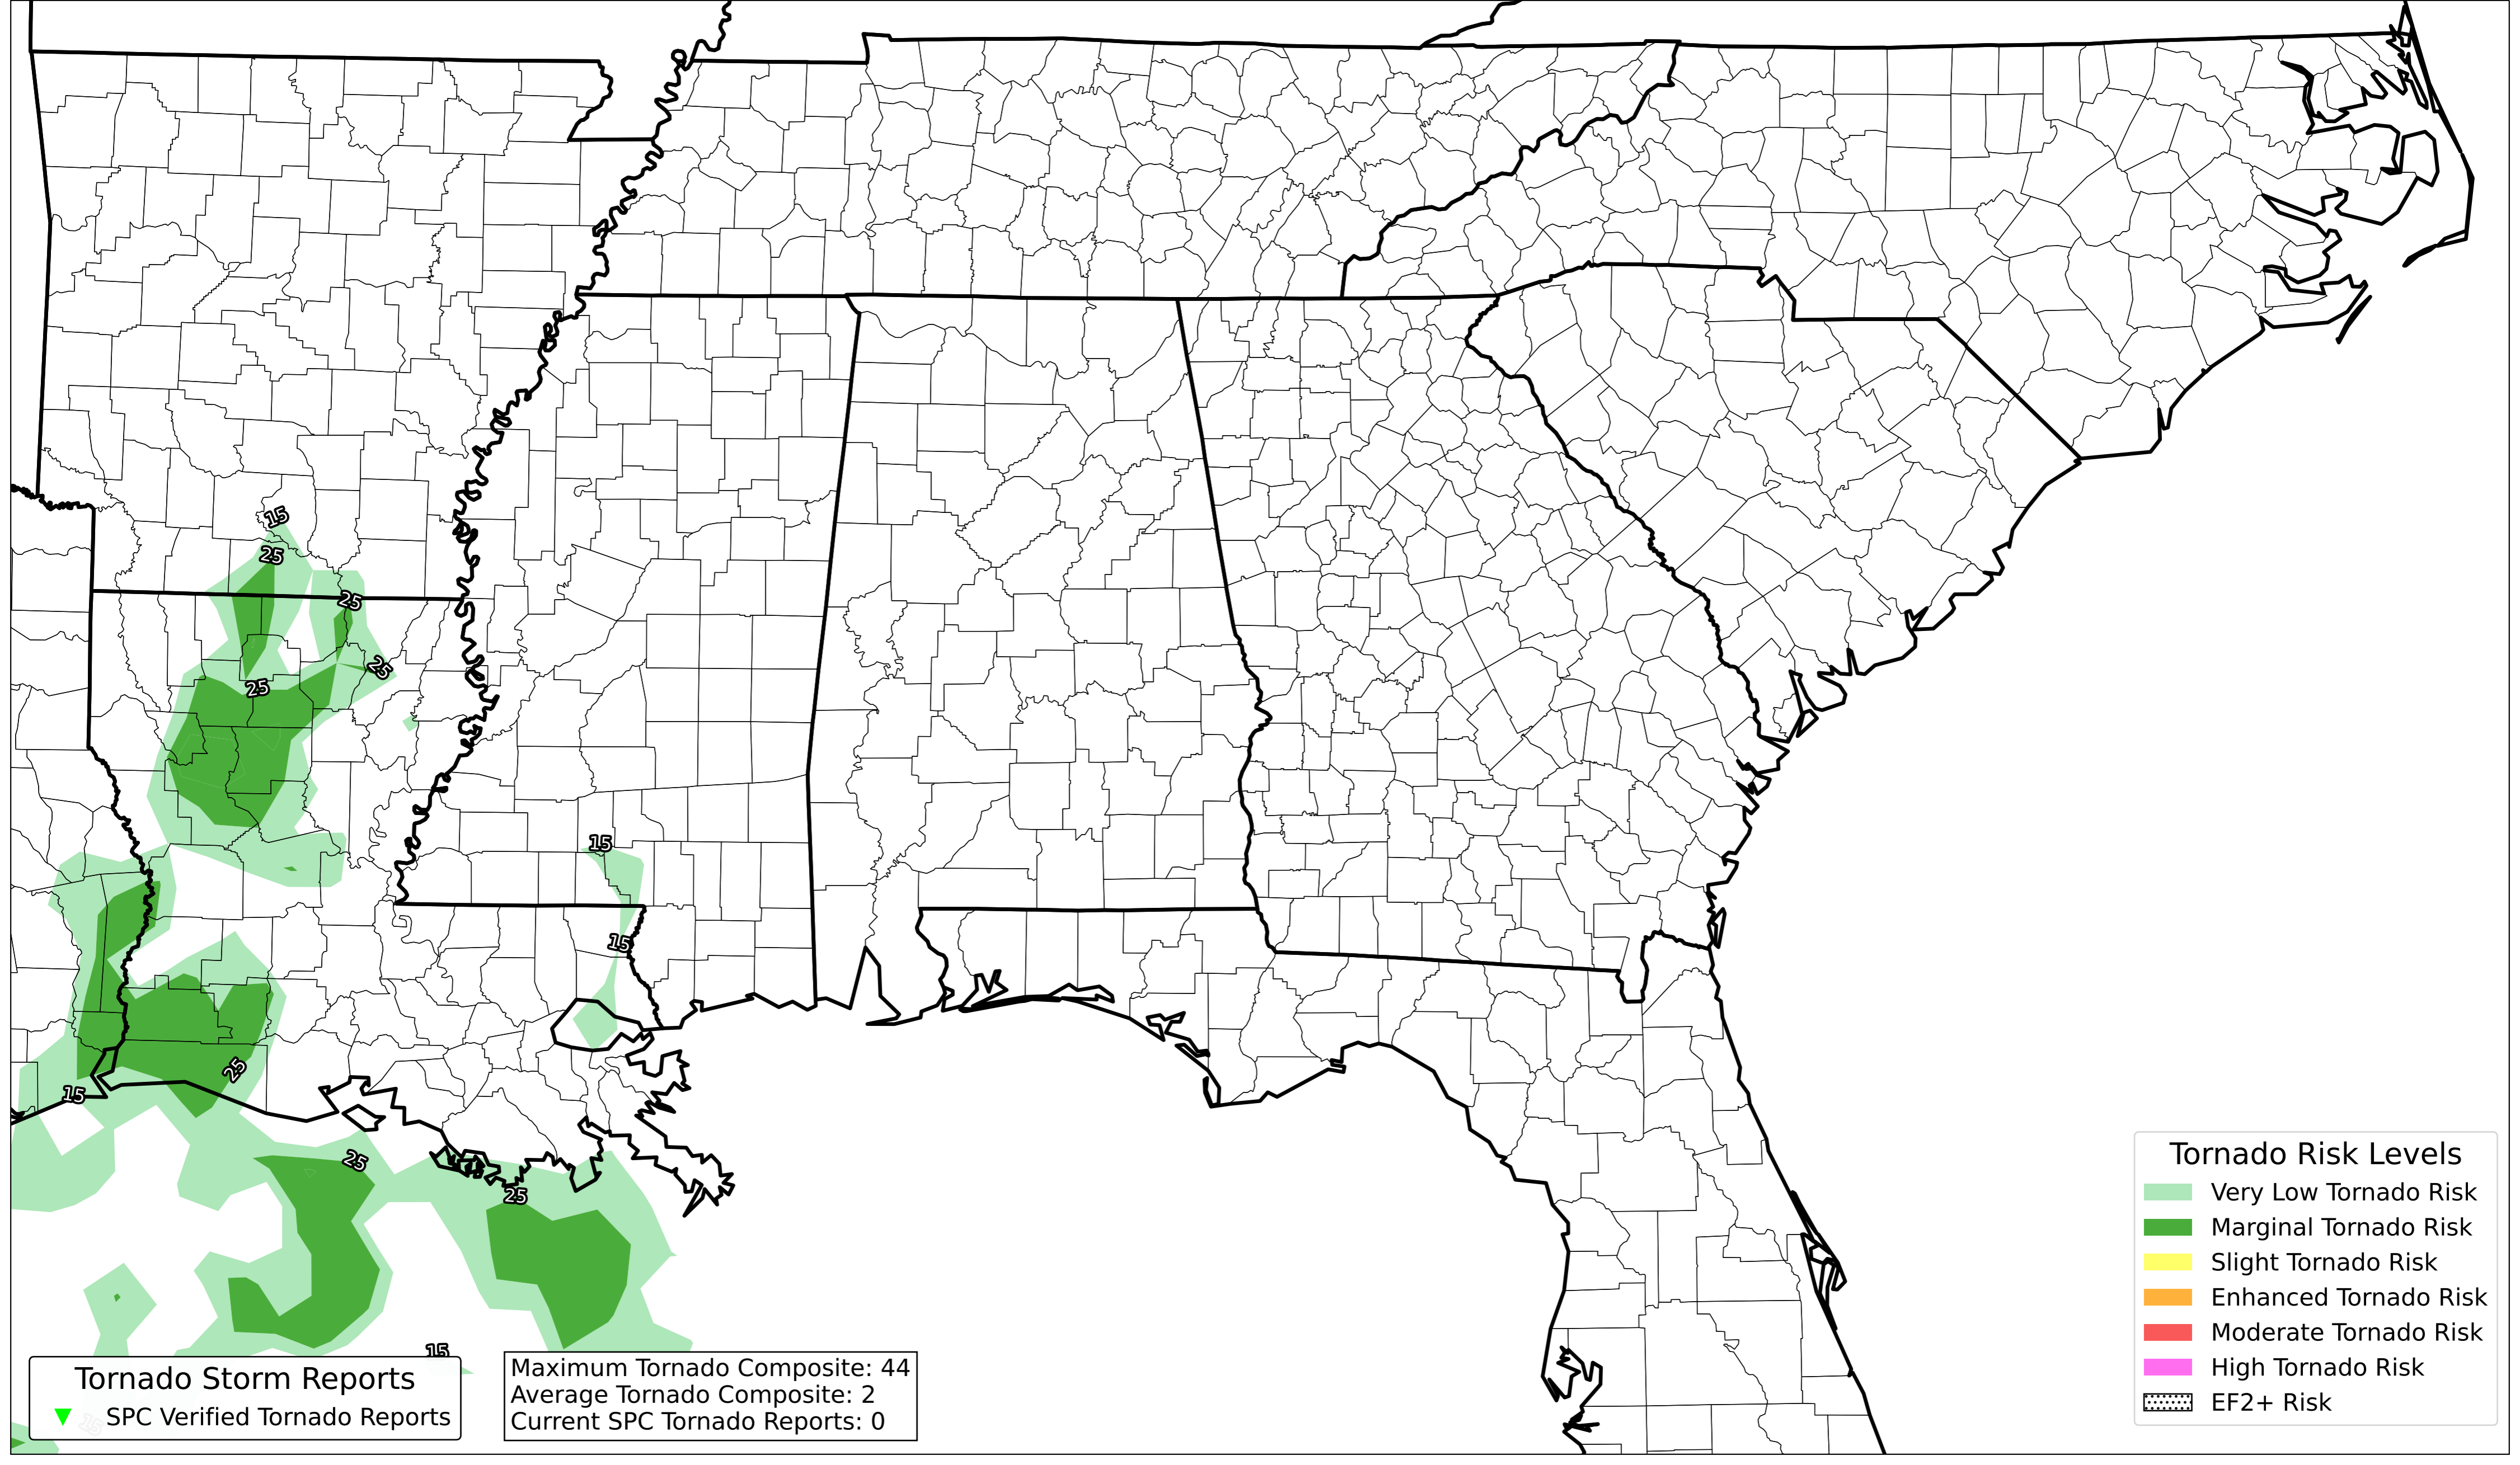 15
25
25
25
25
15
15
25
15
25
25
15
Tornado Risk Levels
Very Low Tornado Risk
Marginal Tornado Risk
Slight Tornado Risk
Enhanced Tornado Risk
Moderate Tornado Risk
High Tornado Risk
EF2+ Risk
Tornado Storm Reports
SPC Verified Tornado Reports
15
Maximum Tornado Composite: 44
Average Tornado Composite: 2
Current SPC Tornado Reports: 0